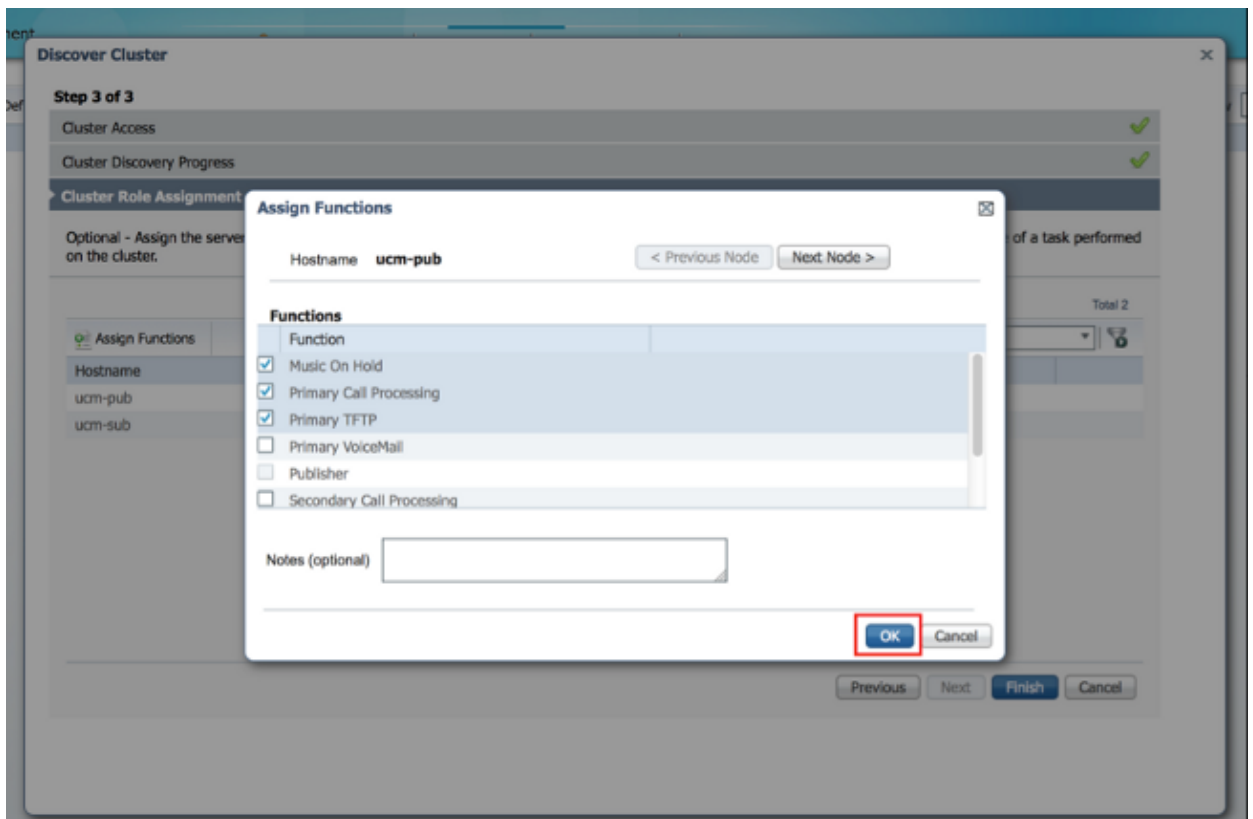 ment
Discover Cluster
Def
Step 3 of 3
Cluster Access
Cluster Discovery Progress
Cluster Role Assignment
Optional - Assign the server
of a task performed
on the cluster.
Assign Functions
Hostname ucm-pub
< Previous Node
Next Node >
Functions
Function
Music On Hold
Primary Call Processing
Primary TFTP
Primary VoiceMail
Publisher
Secondary Call Processing
Notes (optional)
OK
Cancel
Total 2
Assign Functions
Hostname
ucm-pub
ucm-sub
Previous
Next
Finish
Cancel